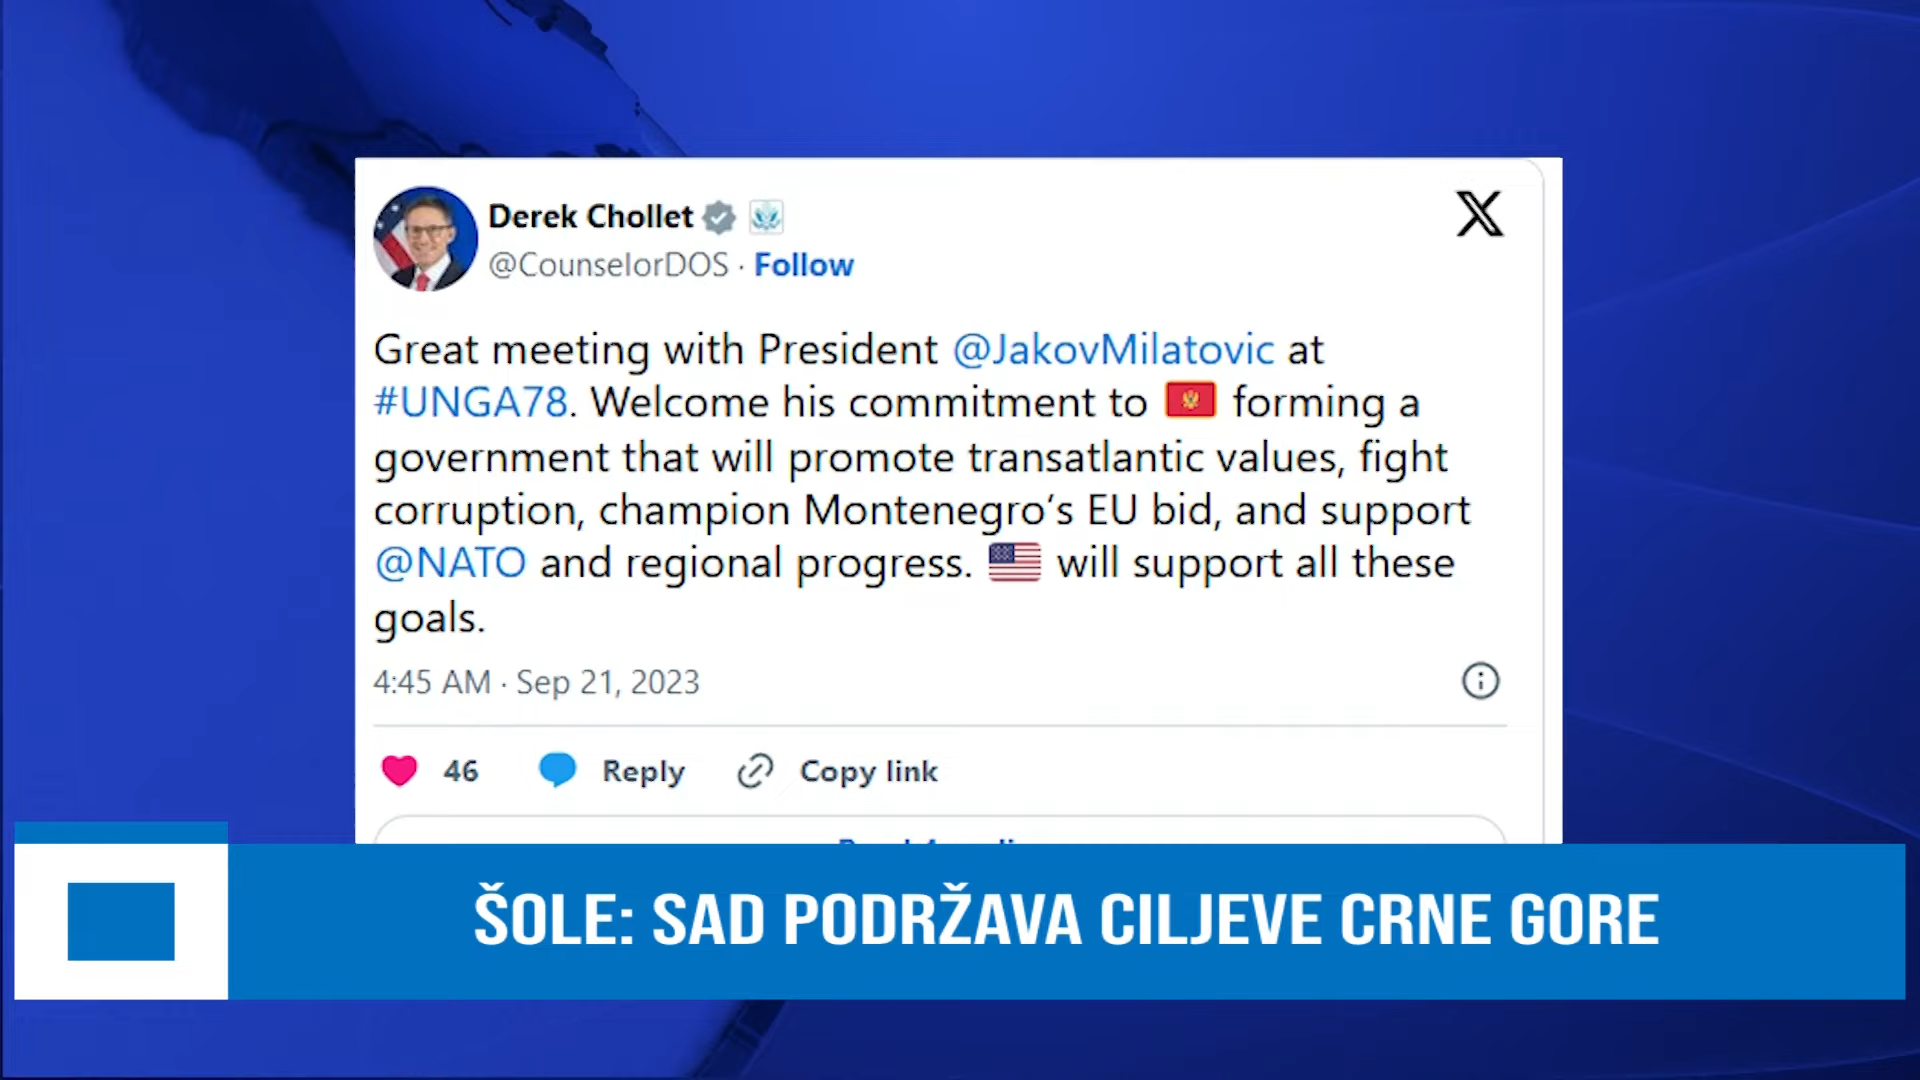 Derek Chollet
@CounselorDOS · Follow
Great meeting with President @JakovMilatovic at
#UNGA78. Welcome his commitment to 🇲🇪 forming a
government that will promote transatlantic values, fight
corruption, champion Montenegro’s EU bid, and support
@NATO and regional progress. 🇺🇸 will support all these
goals.
4:45 AM · Sep 21, 2023
46 Reply Copy link
ŠOLE: SAD PODRŽAVA CILJEVE CRNE GORE